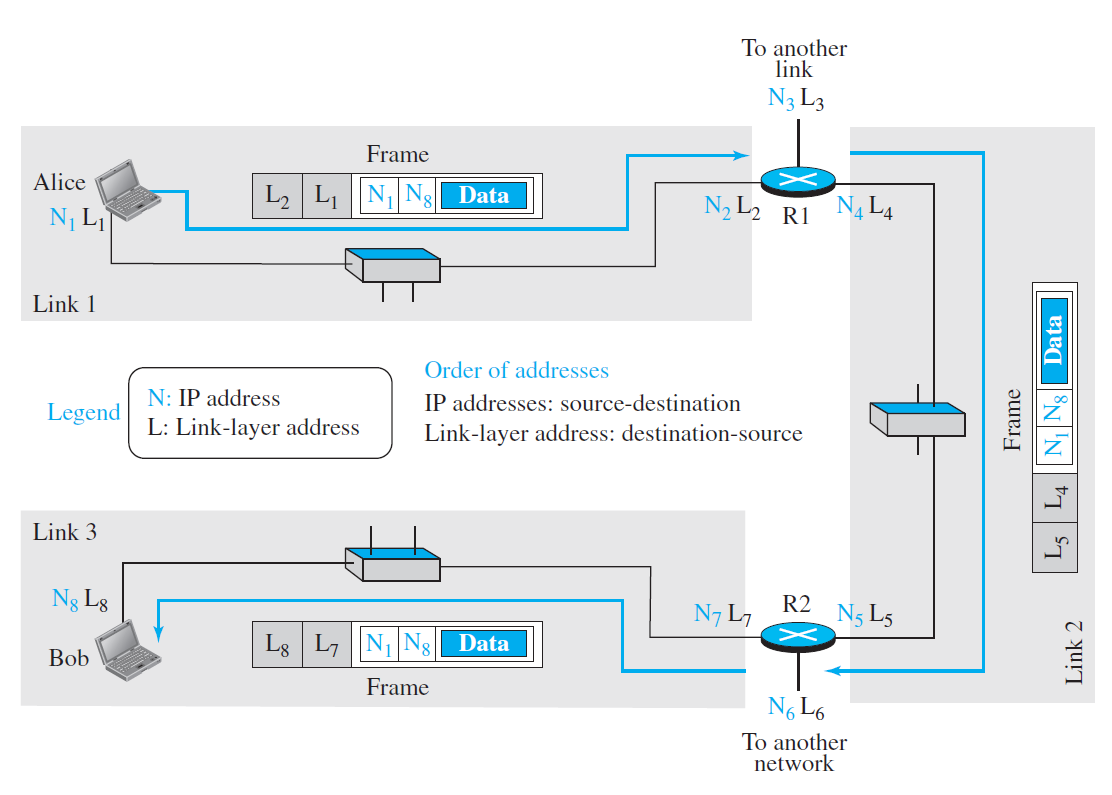 To another
link
N3 L3
Frame
Alice
L2 L1 N1 N8 Data
N1 L1
N2 L2 R1 N4 L4
Link 1
Order of addresses
Legend
N: IP address
L: Link-layer address
IP addresses: source-destination
Link-layer address: destination-source
Frame
L5 L4 N1 N8 Data
Link 2
Link 3
N8 L8
Bob
L8 L7 N1 N8 Data
Frame
N7 L7 R2 N5 L5
N6 L6
To another
network